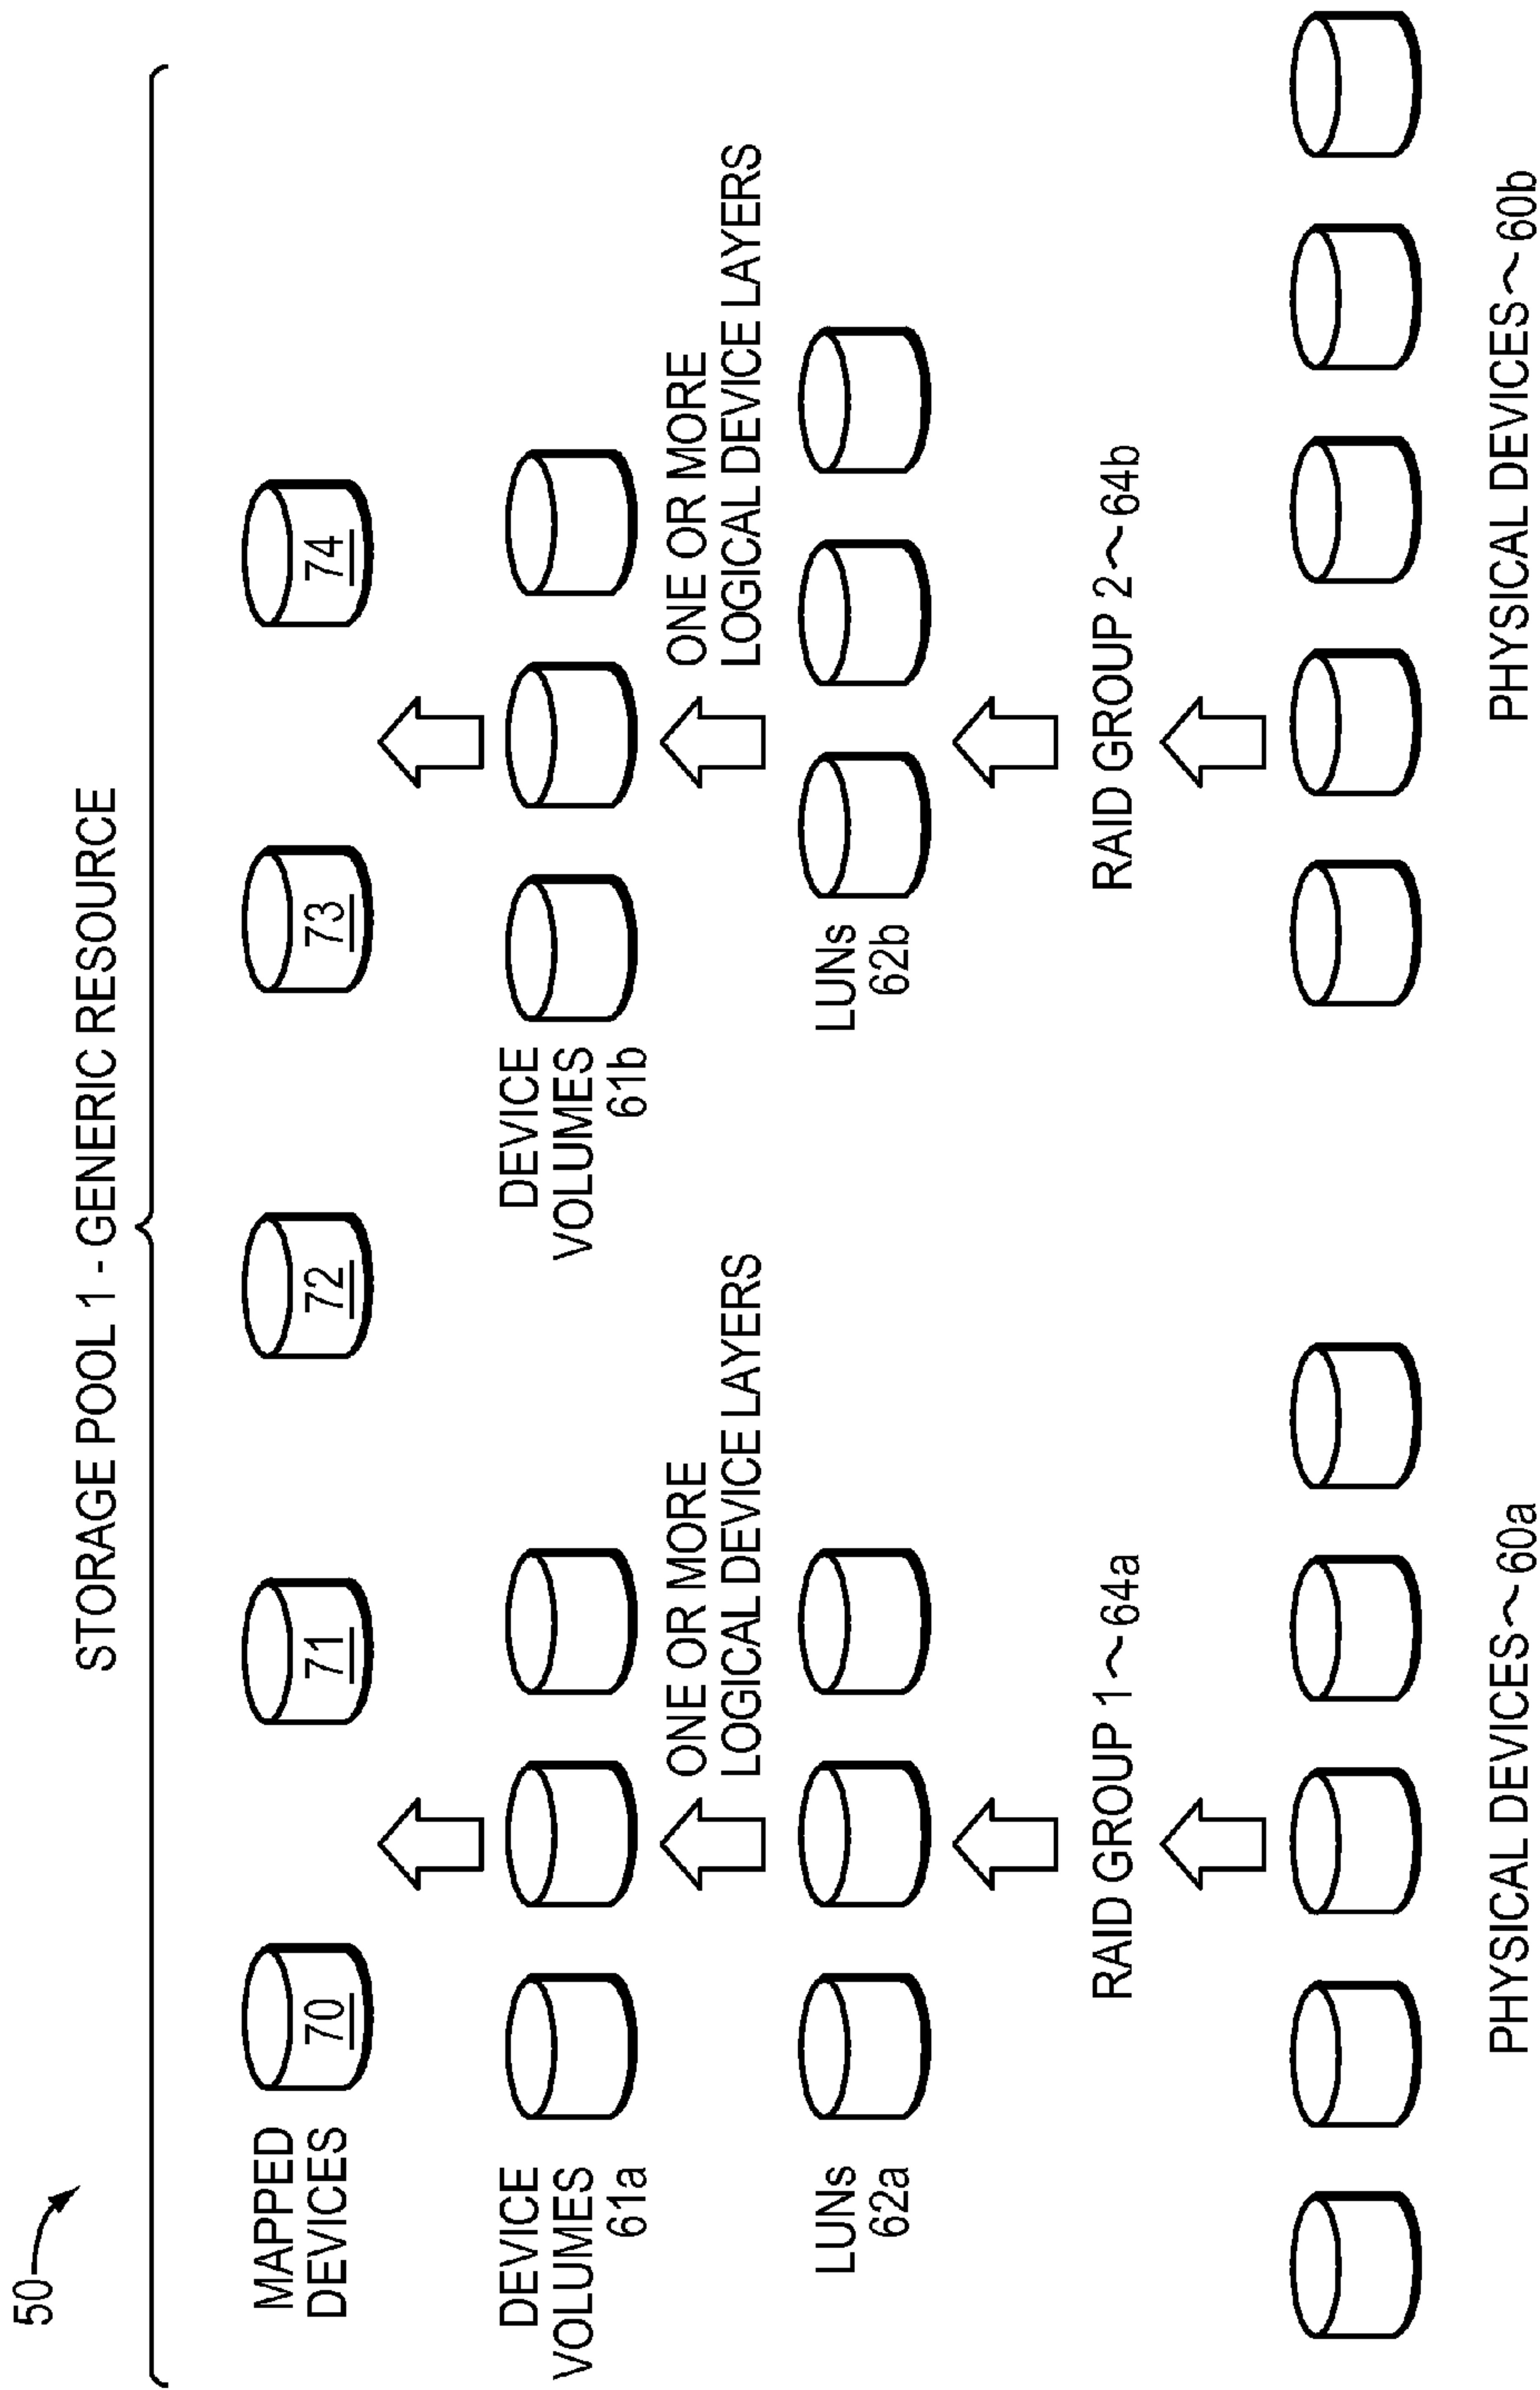 50
STORAGE POOL 1 - GENERIC RESOURCE
MAPPED
DEVICES
70
71
72
73
74
DEVICE
VOLUMES
61a
DEVICE
VOLUMES
61b
ONE OR MORE
LOGICAL DEVICE LAYERS
ONE OR MORE
LOGICAL DEVICE LAYERS
LUNs
62a
LUNs
62b
RAID GROUP 1~64a
RAID GROUP 2~64b
PHYSICAL DEVICES~60a
PHYSICAL DEVICES~60b